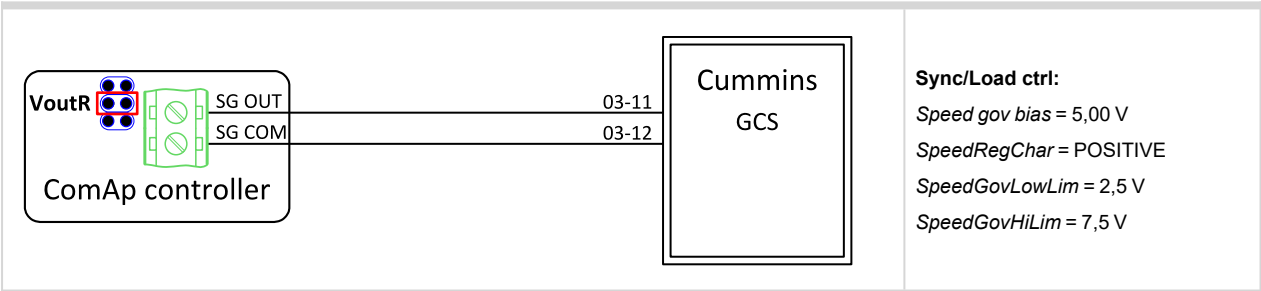 VoutR
SG OUT
SG COM
ComAp controller
03-11
03-12
Cummins
GCS
Sync/Load ctrl:
Speed gov bias = 5,00 V
SpeedRegChar = POSITIVE
SpeedGovLowLim = 2,5 V
SpeedGovHiLim = 7,5 V